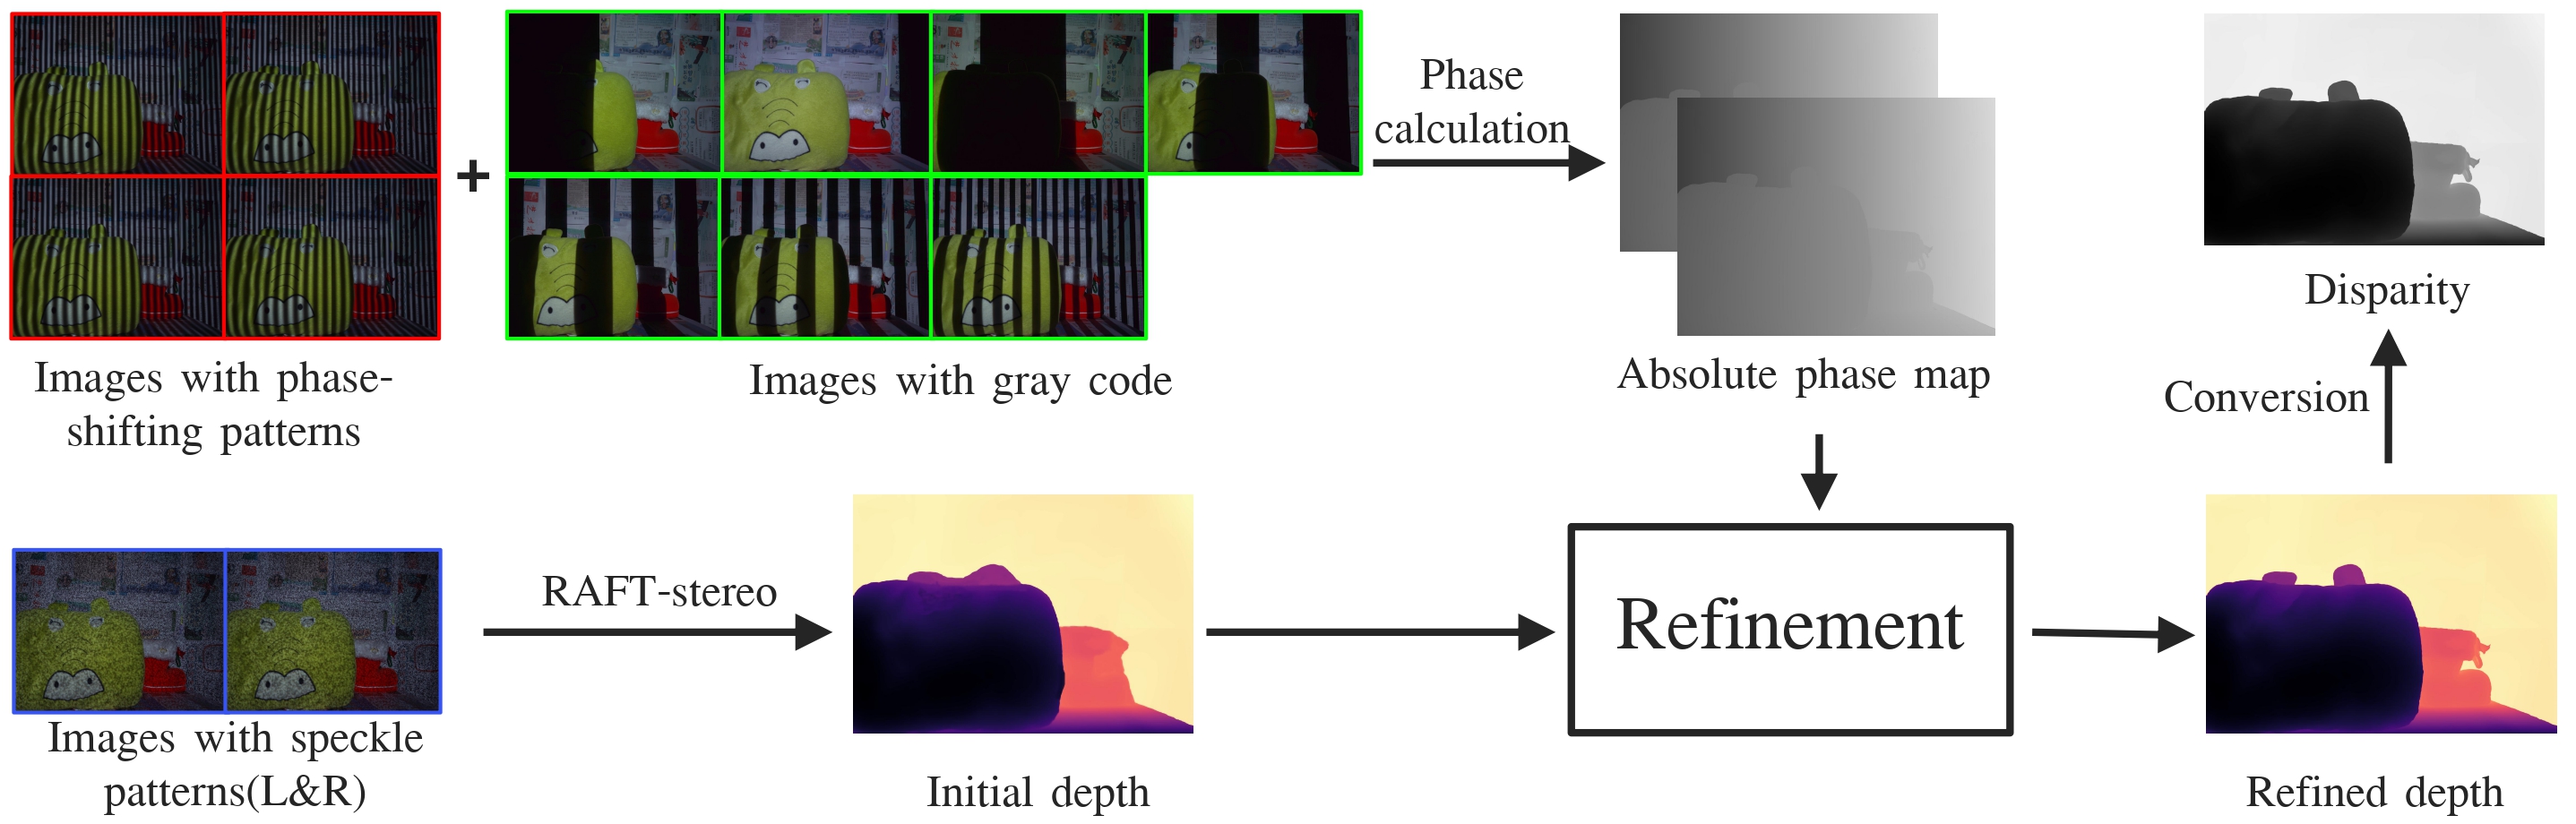 +
Phase
calculation
Images with phase-
shifting patterns
Images with gray code
Absolute phase map
Disparity
Conversion
RAFT-stereo
Refinement
Images with speckle
patterns(L&R)
Initial depth
Refined depth